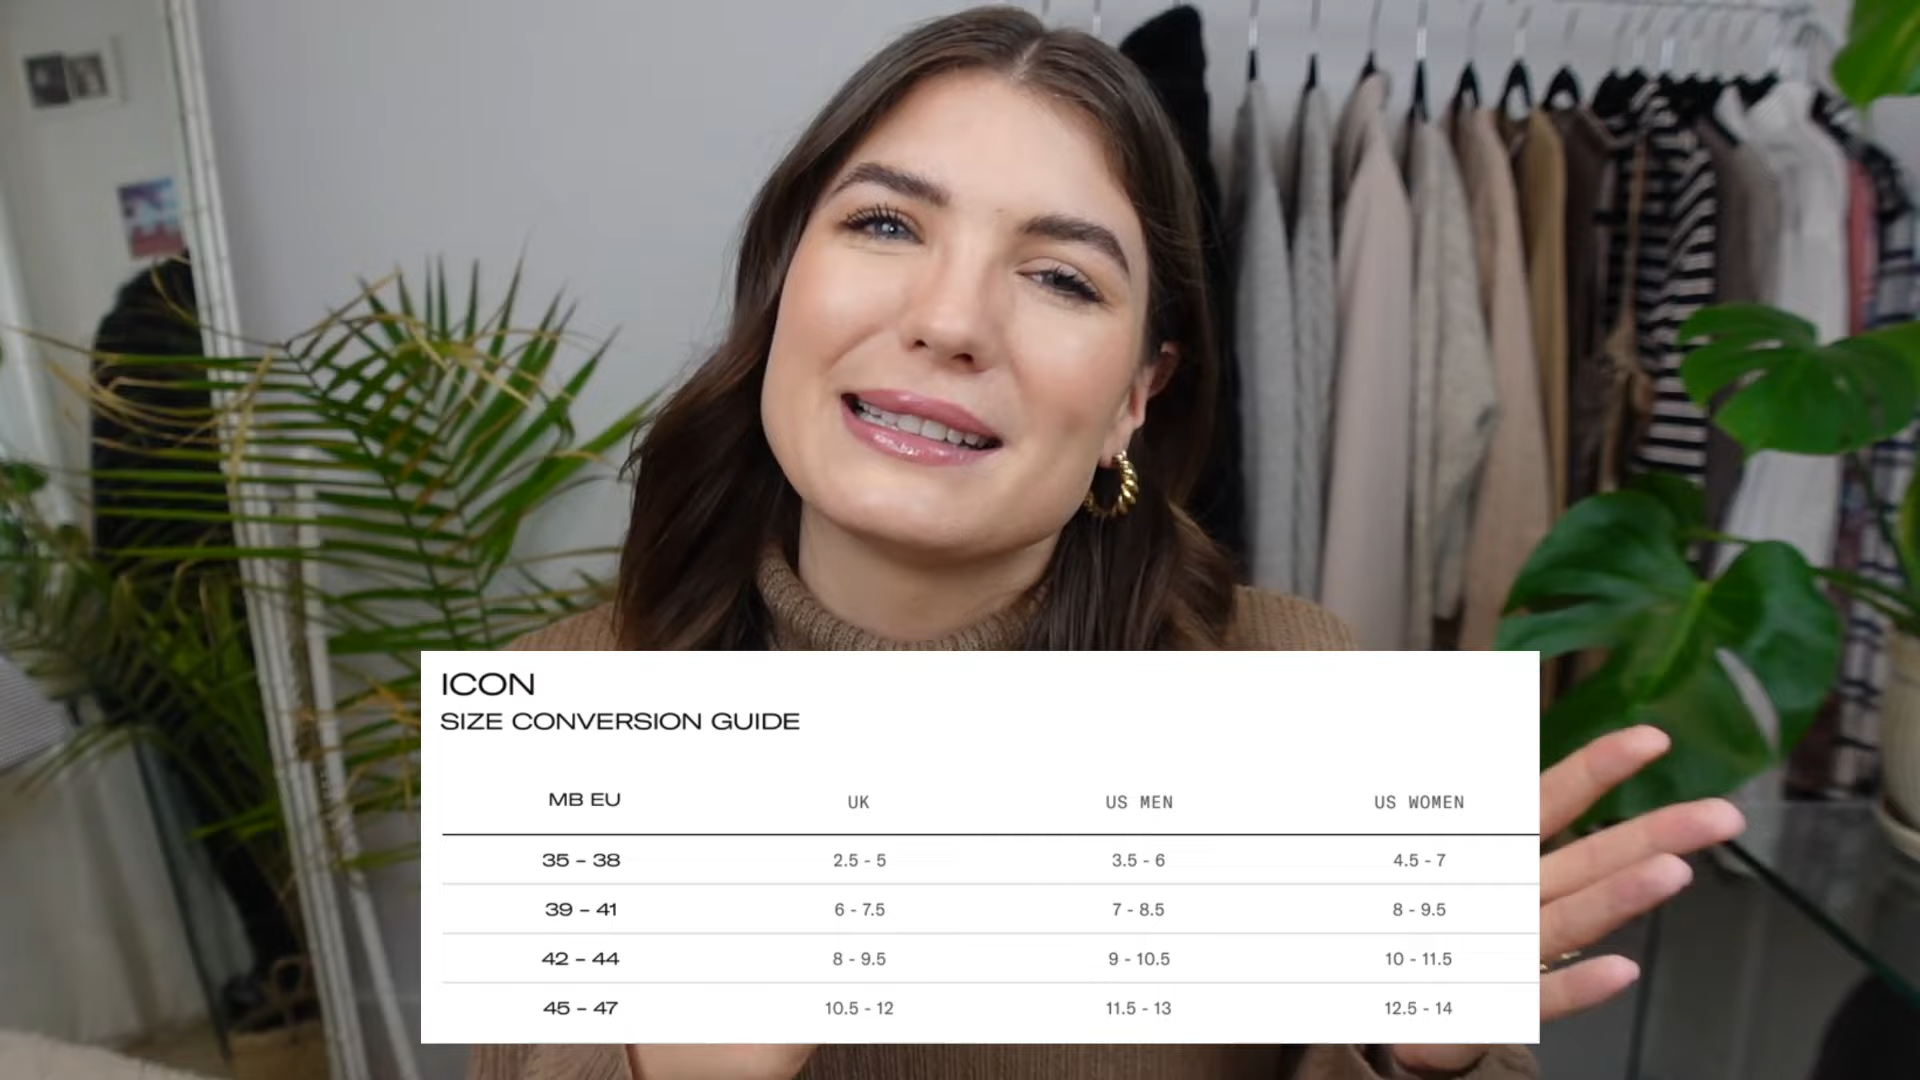 ICON
SIZE CONVERSION GUIDE
MB EU UK US MEN US WOMEN
35 – 38 2.5 - 5 3.5 - 6 4.5 - 7
39 – 41 6 - 7.5 7 - 8.5 8 - 9.5
42 – 44 8 - 9.5 9 - 10.5 10 - 11.5
45 – 47 10.5 - 12 11.5 - 13 12.5 - 14